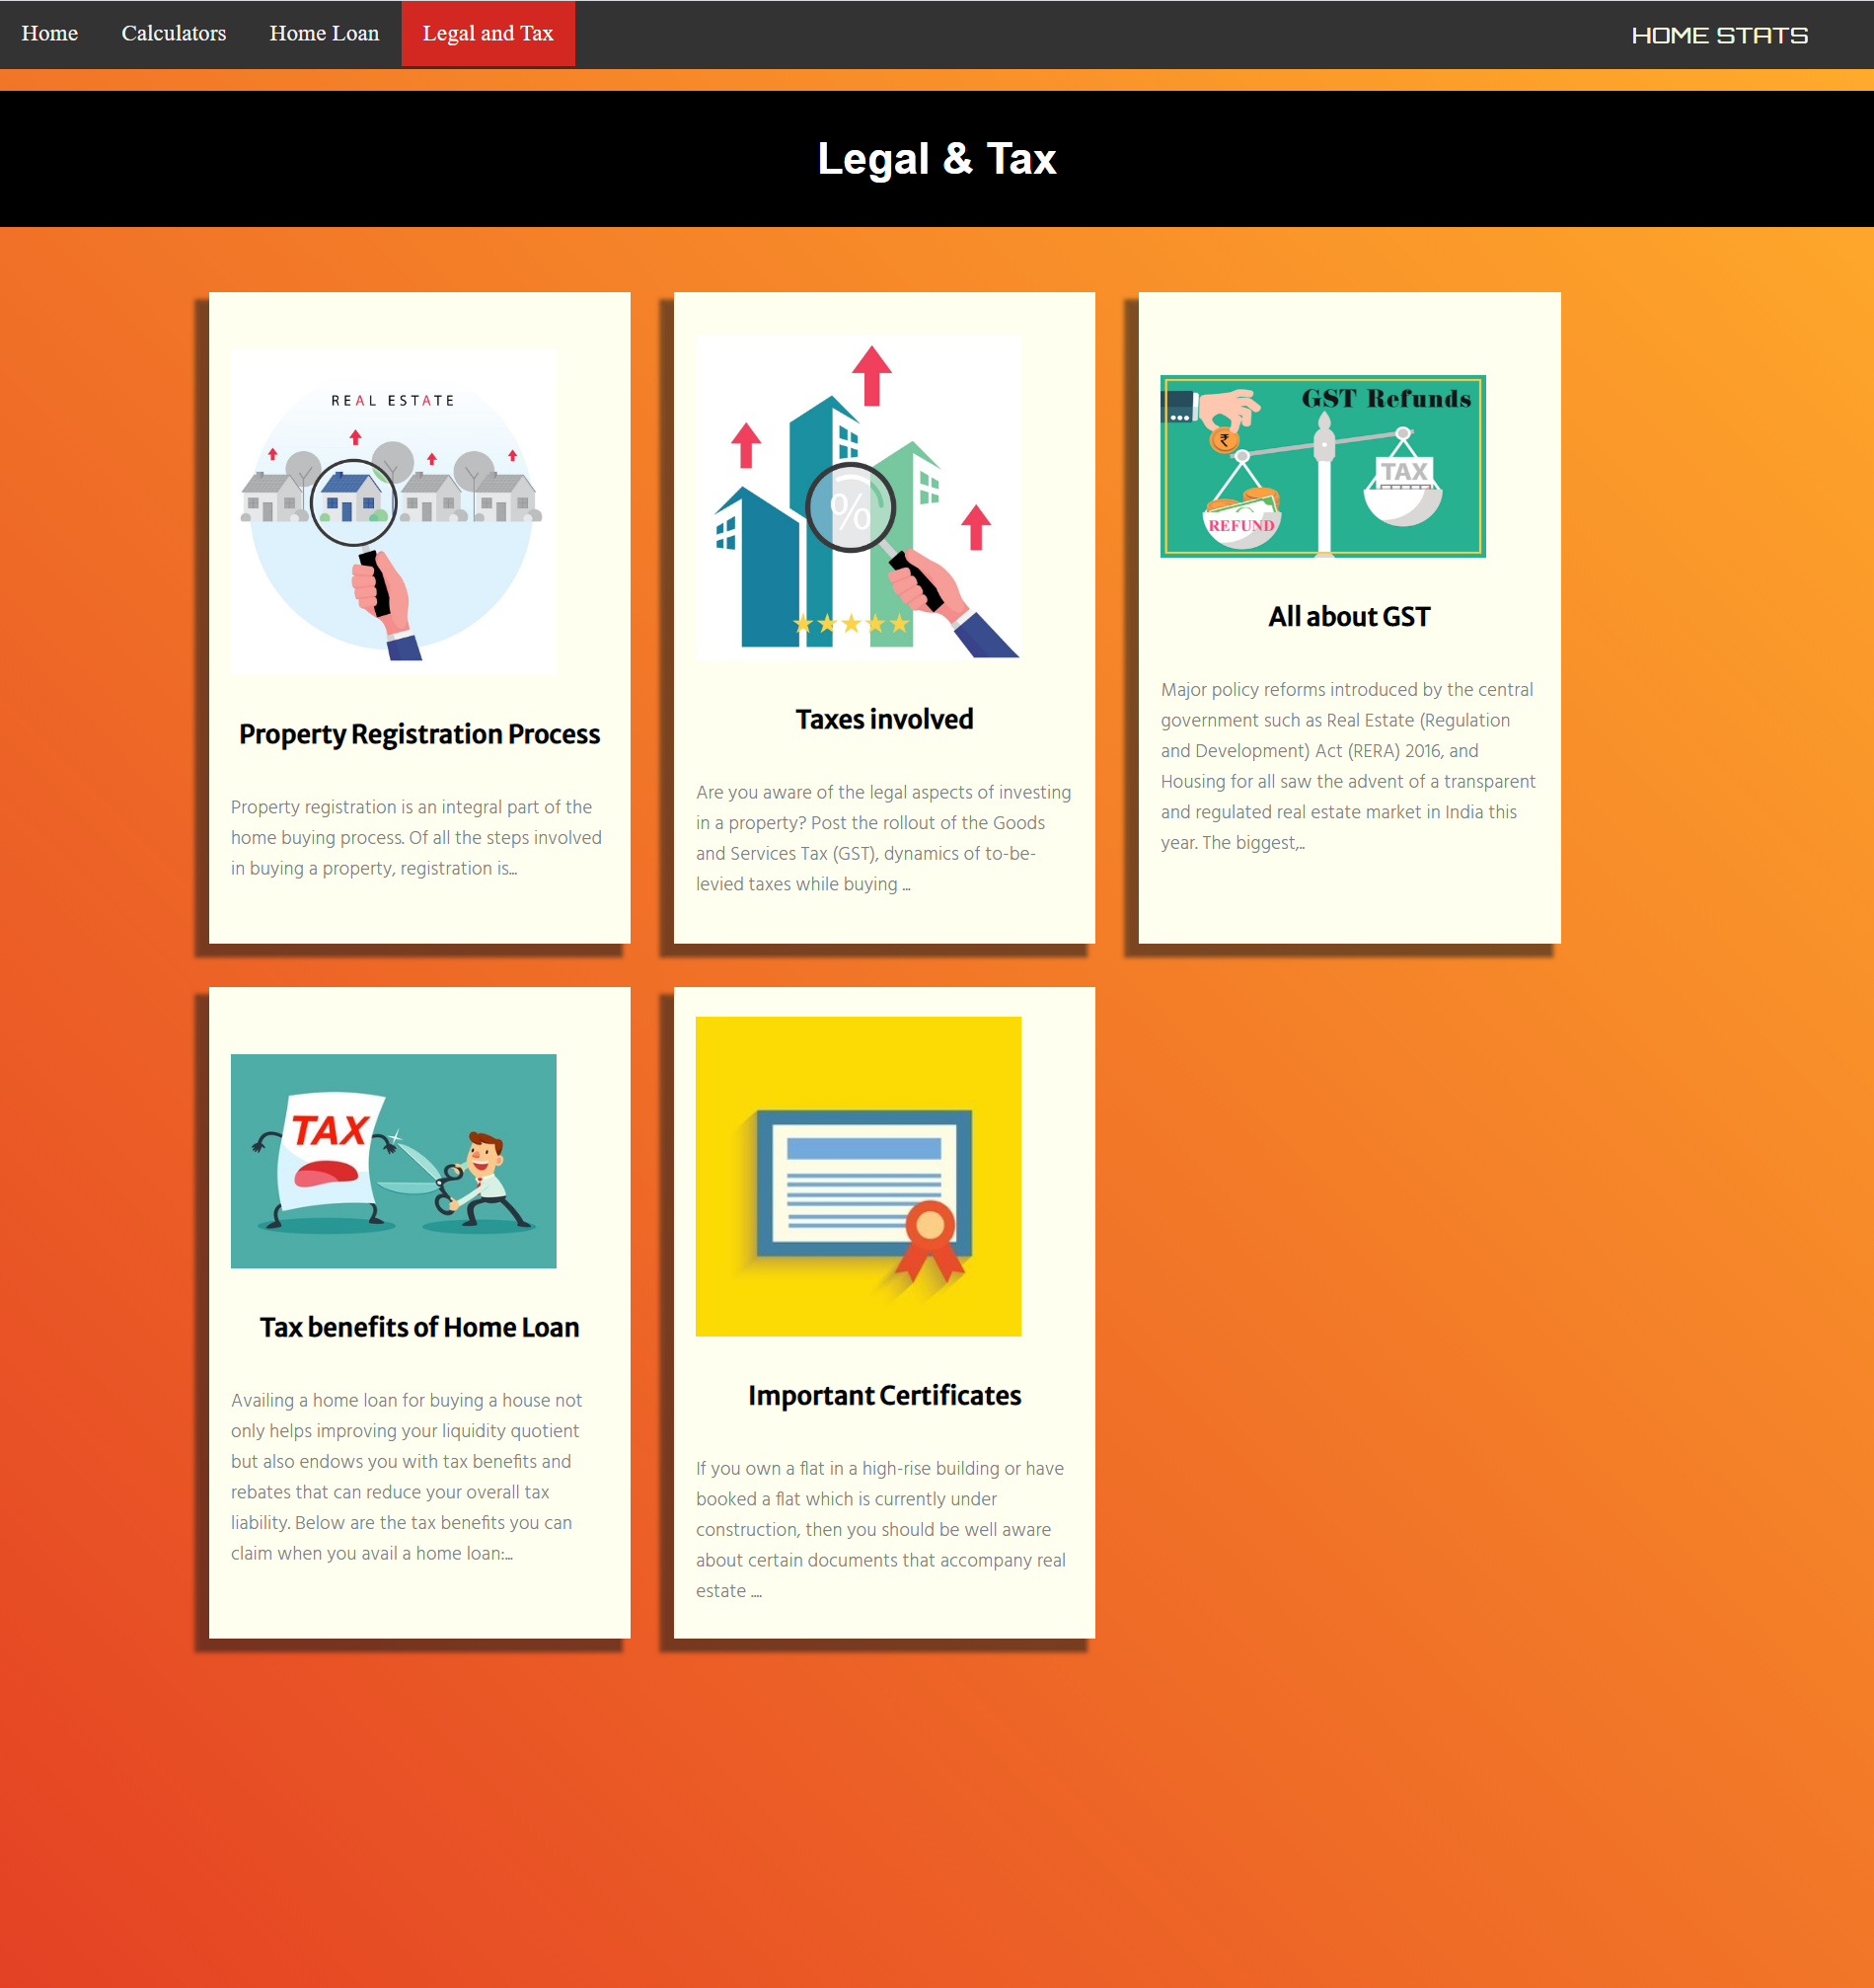 Home Calculators Home Loan Legal and Tax HOME STATS
Legal & Tax
REAL ESTATE
Property Registration Process
Property registration is an integral part of the
home buying process. Of all the steps involved
in buying a property, registration is...
%
Taxes involved
Are you aware of the legal aspects of investing
in a property? Post the rollout of the Goods
and Services Tax (GST), dynamics of to-be-
levied taxes while buying ...
GST Refunds
₹
TAX
REFUND
All about GST
Major policy reforms introduced by the central
government such as Real Estate (Regulation
and Development) Act (RERA) 2016, and
Housing for all saw the advent of a transparent
and regulated real estate market in India this
year. The biggest,..
TAX
Tax benefits of Home Loan
Availing a home loan for buying a house not
only helps improving your liquidity quotient
but also endows you with tax benefits and
rebates that can reduce your overall tax
liability. Below are the tax benefits you can
claim when you avail a home loan:...
Important Certificates
If you own a flat in a high-rise building or have
booked a flat which is currently under
construction, then you should be well aware
about certain documents that accompany real
estate ....